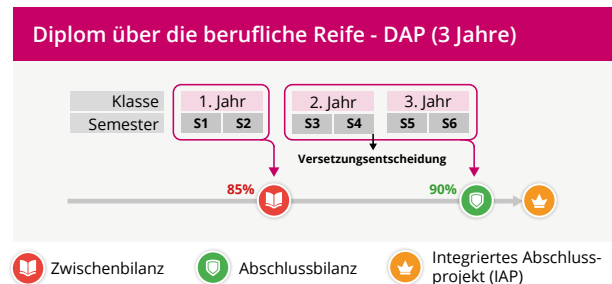 Diplom über die berufliche Reife - DAP (3 Jahre)
Klasse 1. Jahr 2. Jahr 3. Jahr
Semester S1 S2 S3 S4 S5 S6
Versetzungsentscheidung
85% 90%
Zwischenbilanz Abschlussbilanz Integriertes Abschluss-
projekt (IAP)